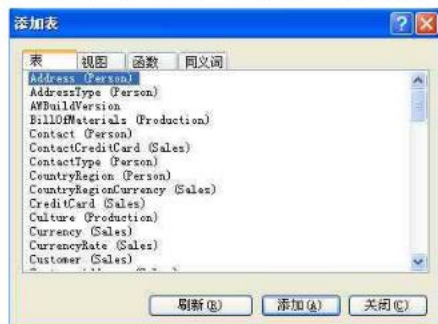 添加表
表 视图 函数 同义词
Address (Person)
AddressType (Person)
AWBuildVersion
BillOfMaterials (Production)
Contact (Person)
ContactCreditCard (Sales)
ContactType (Person)
CountryRegion (Person)
CountryRegionCurrency (Sales)
CreditCard (Sales)
Culture (Production)
Currency (Sales)
CurrencyRate (Sales)
Customer (Sales)
刷新(R) 添加(A) 关闭(C)